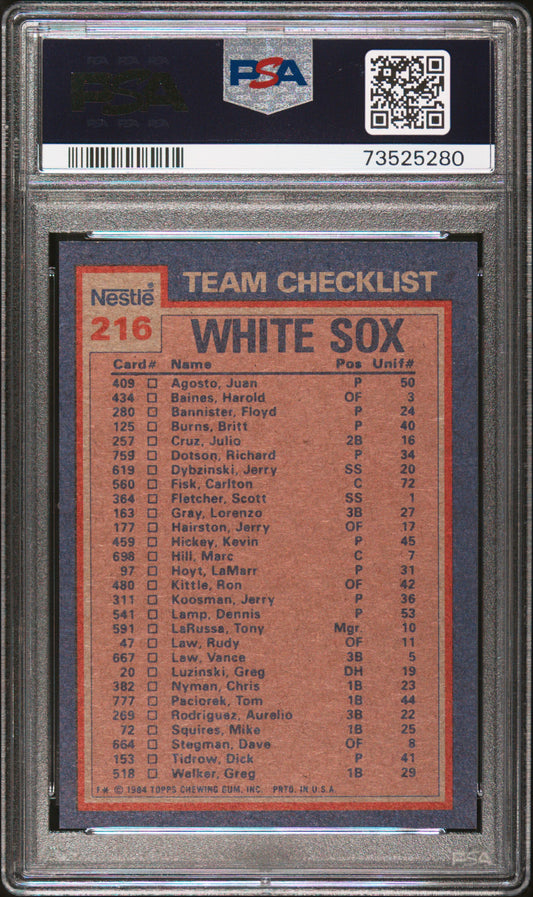 PSA PSA PSA
PSA
PSA PSA PSA
PSA
73525280
TEAM CHECKLIST
Nestlé®
216
WHITE SOX
Card# Name Pos Unif#
409 Agosto, Juan P 50
434 Baines, Harold OF 3
280 Bannister, Floyd P 24
125 Burns, Britt P 40
257 Cruz, Julio 2B 16
759 Dotson, Richard P 34
619 Dybzinski, Jerry SS 20
560 Fisk, Carlton C 72
364 Fletcher, Scott SS 1
163 Gray, Lorenzo 3B 27
177 Hairston, Jerry OF 17
459 Hickey, Kevin P 45
698 Hill, Marc C 7
97 Hoyt, LaMarr P 31
480 Kittle, Ron OF 42
311 Koosman, Jerry P 36
541 Lamp, Dennis P 53
591 LaRussa, Tony Mgr. 10
47 Law, Rudy OF 11
667 Law, Vance 3B 5
20 Luzinski, Greg DH 19
382 Nyman, Chris 1B 23
777 Paciorek, Tom 1B 44
269 Rodriguez, Aurelio 3B 22
72 Squires, Mike 1B 25
664 Stegman, Dave OF 8
153 Tidrow, Dick P 41
518 Walker, Greg 1B 29
F★ © 1984 TOPPS CHEWING GUM, INC. PRTD. IN U.S.A.
PSA